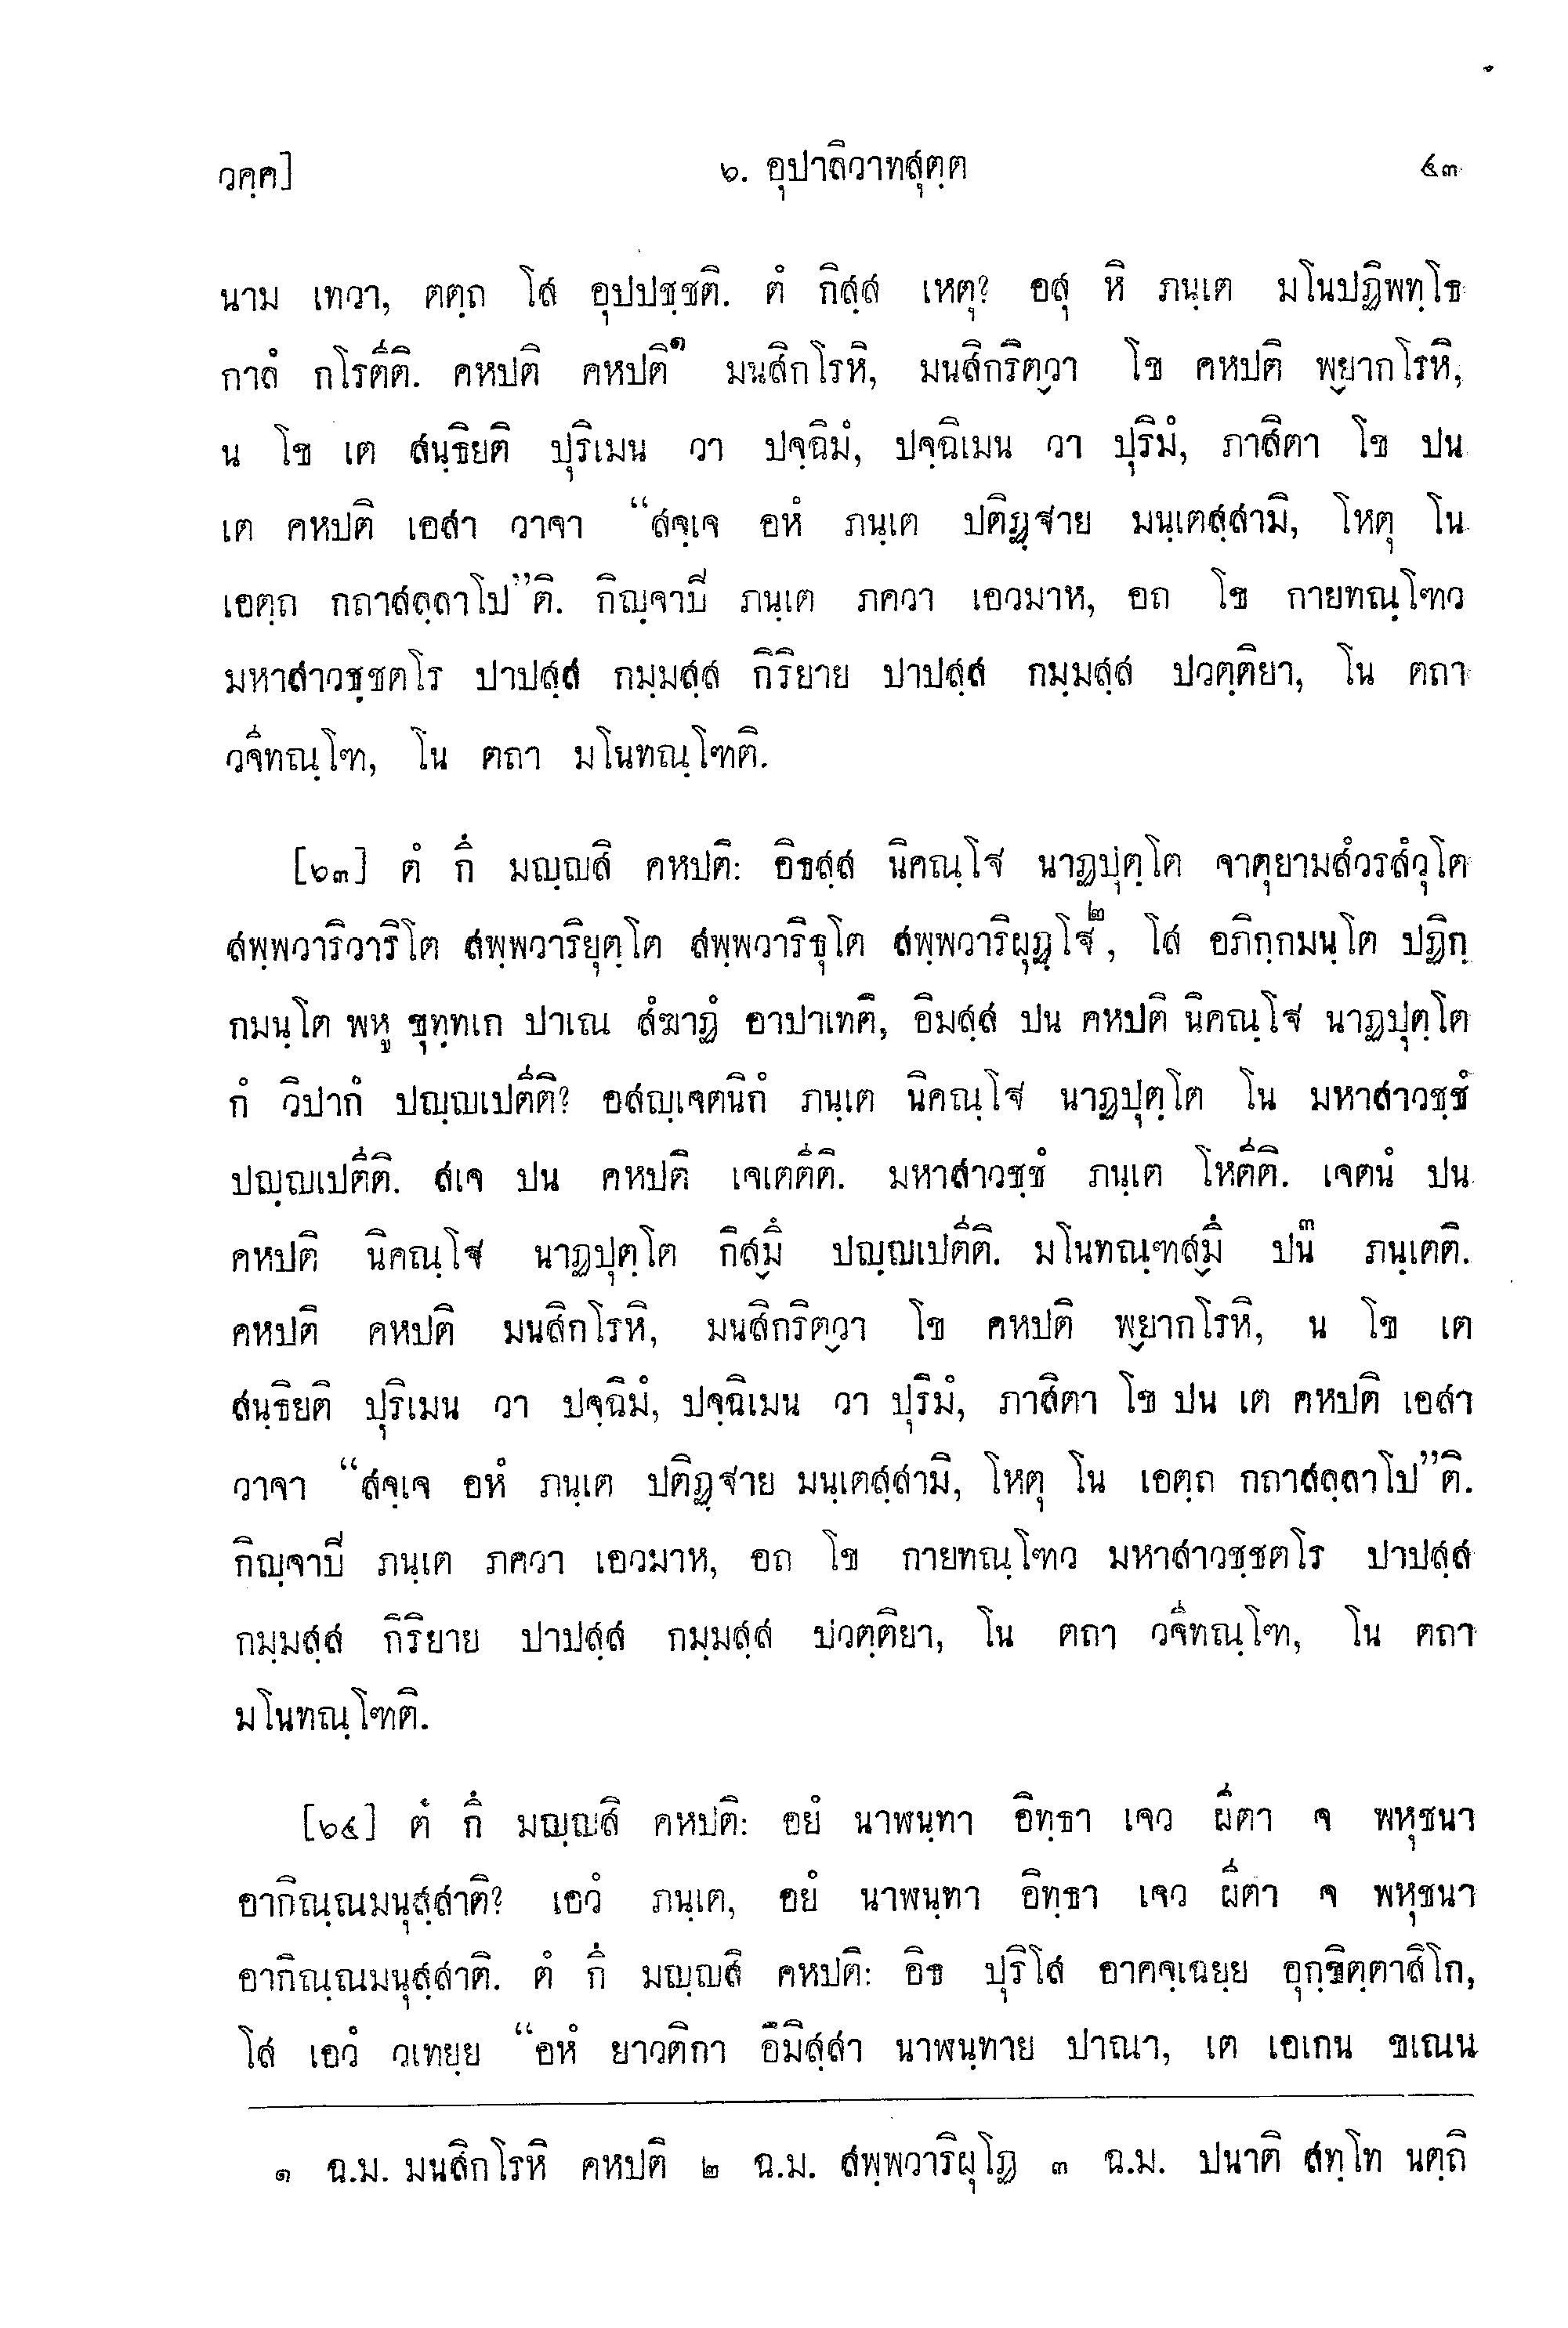 วคฺค] ๖. อุปาลิวาทสุตฺต ๕๓
นาม เทวา, ตตฺถ โส อุปปชฺชติ. ตํ กิสฺส เหตุ? อสุ หิ ภนฺเต มโนปฏิพทฺโธ
กาลํ กโรตีติ. คหปติ คหปติ๑ มนสิกโรหิ, มนสิกริตฺวา โข คหปติ พฺยากโรหิ,
น โข เต สนฺธิยติ ปุริเมน วา ปจฺฉิมํ, ปจฺฉิเมน วา ปุริมํ, ภาสิตา โข ปน
เต คหปติ เอสา วาจา “สจฺเจ อหํ ภนฺเต ปติฏฺฐาย มนฺเตสฺสามิ, โหตุ โน
เอตฺถ กถาสลฺลาโป”ติ. กิญฺจาปิ ภนฺเต ภควา เอวมาห, อถ โข กายทณฺโฑว
มหาสาวชฺชตโร ปาปสฺส กมฺมสฺส กิริยาย ปาปสฺส กมฺมสฺส ปวตฺติยา, โน ตถา
วจีทณฺโฑ, โน ตถา มโนทณฺโฑติ.
[๖๓] ตํ กึ มญฺญสิ คหปติ: อิธสฺส นิคณฺโฐ นาฏปุตฺโต จาตุยามสํวรสํวุโต
สพฺพวาริวาริโต สพฺพวาริยุตฺโต สพฺพวาริธุโต สพฺพวาริผุฏฺโฐ๒, โส อภิกฺกมนฺโต ปฏิกฺ
กมนฺโต พหู ขุทฺทเก ปาเณ สํฆาฏํ อาปาเทติ, อิมสฺส ปน คหปติ นิคณฺโฐ นาฏปุตฺโต
กํ วิปากํ ปญฺญเปตีติ? อสญฺเจตนิกํ ภนฺเต นิคณฺโฐ นาฏปุตฺโต โน มหาสาวชฺชํ
ปญฺญเปตีติ. สเจ ปน คหปติ เจเตตีติ. มหาสาวชฺชํ ภนฺเต โหตีติ. เจตนํ ปน
คหปติ นิคณฺโฐ นาฏปุตฺโต กิสฺมึ ปญฺญเปตีติ. มโนทณฺฑสฺมึ ปน๓ ภนฺเตติ.
คหปติ คหปติ มนสิกโรหิ, มนสิกริตฺวา โข คหปติ พฺยากโรหิ, น โข เต
สนฺธิยติ ปุริเมน วา ปจฺฉิมํ, ปจฺฉิเมน วา ปุริมํ, ภาสิตา โข ปน เต คหปติ เอสา
วาจา “สจฺเจ อหํ ภนฺเต ปติฏฺฐาย มนฺเตสฺสามิ, โหตุ โน เอตฺถ กถาสลฺลาโป”ติ.
กิญฺจาปิ ภนฺเต ภควา เอวมาห, อถ โข กายทณฺโฑว มหาสาวชฺชตโร ปาปสฺส
กมฺมสฺส กิริยาย ปาปสฺส กมฺมสฺส ปวตฺติยา, โน ตถา วจีทณฺโฑ, โน ตถา
มโนทณฺโฑติ.
[๖๔] ตํ กึ มญฺญสิ คหปติ: อยํ นาฬนฺทา อิทฺธา เจว ผีตา จ พหุชนา
อากิณฺณมนุสฺสาติ? เอวํ ภนฺเต, อยํ นาฬนฺทา อิทฺธา เจว ผีตา จ พหุชนา
อากิณฺณมนุสฺสาติ. ตํ กึ มญฺญสิ คหปติ: อิธ ปุริโส อาคจฺเฉยฺย อุกฺขิตฺตาสิโก,
โส เอวํ วเทยฺย “อหํ ยาวติกา อิมิสฺสา นาฬนฺทาย ปาณา, เต เอเกน ขเณน
๑ ฉ.ม. มนสิกโรหิ คหปติ ๒ ฉ.ม. สพฺพวาริผุโฏ ๓ ฉ.ม. ปนาติ สทฺโท นตฺถิ